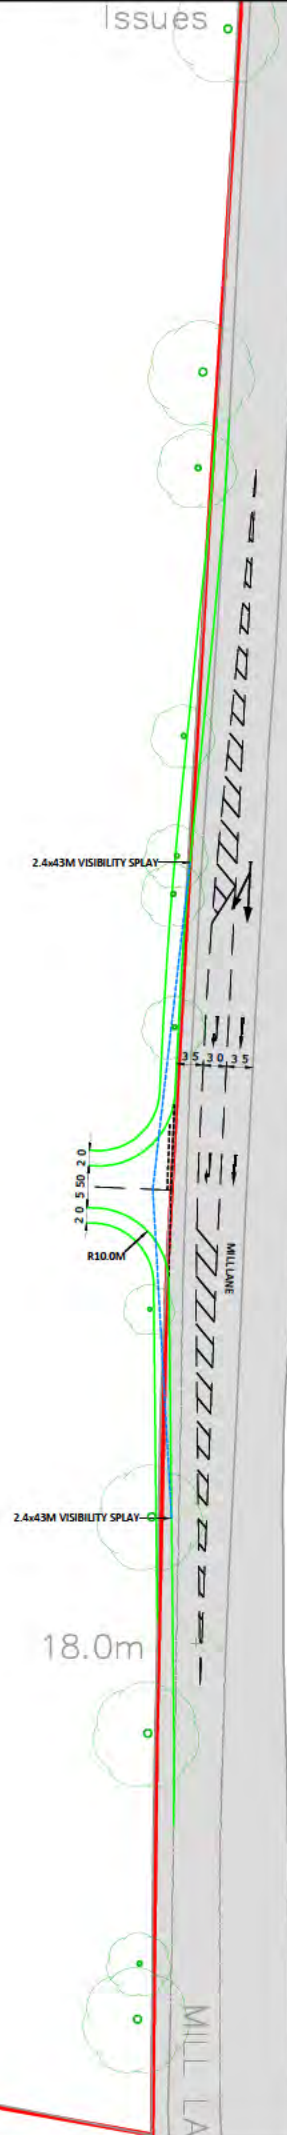 Issues
2.4x43M VISIBILITY SPLAY
3 5 3 0 3 5
2 0
5 50
2 0
R10.0M
MILL LANE
2.4x43M VISIBILITY SPLAY
18.0m
MILL LA